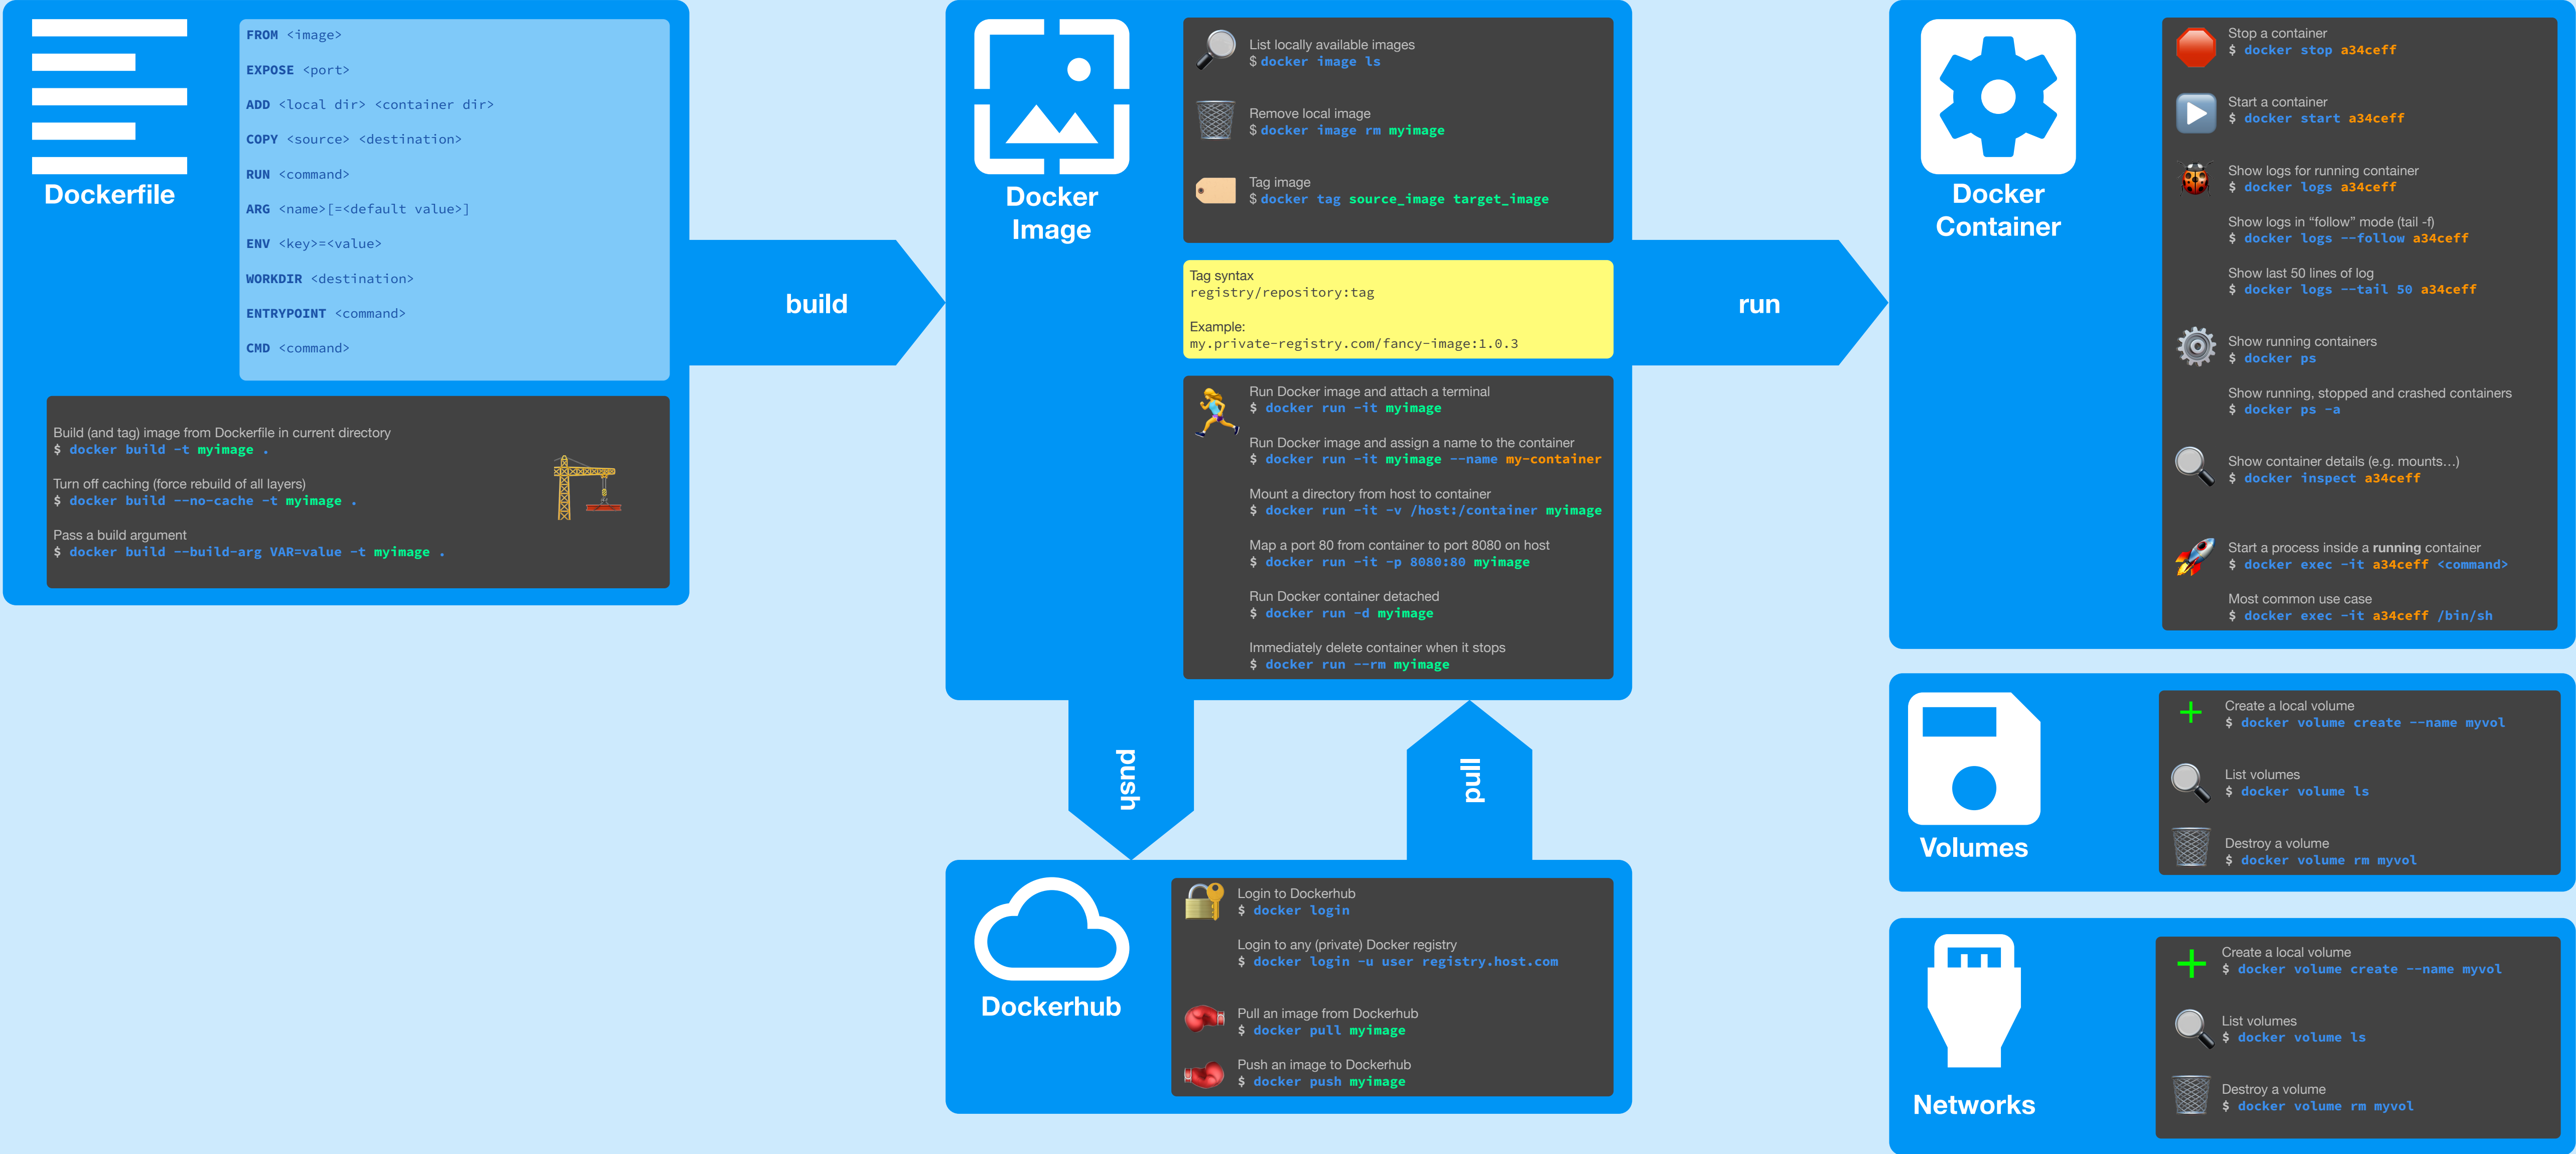 Dockerfile
FROM <image>
EXPOSE <port>
ADD <local dir> <container dir>
COPY <source> <destination>
RUN <command>
ARG <name>[=<default value>]
ENV <key>=<value>
WORKDIR <destination>
ENTRYPOINT <command>
CMD <command>
Build (and tag) image from Dockerfile in current directory
$ docker build -t myimage .
Turn off caching (force rebuild of all layers)
$ docker build --no-cache -t myimage .
Pass a build argument
$ docker build --build-arg VAR=value -t myimage .
build
Docker
Image
List locally available images
$ docker image ls
Remove local image
$ docker image rm myimage
Tag image
$ docker tag source_image target_image
Tag syntax
registry/repository:tag
Example:
my.private-registry.com/fancy-image:1.0.3
Run Docker image and attach a terminal
$ docker run -it myimage
Run Docker image and assign a name to the container
$ docker run -it myimage --name my-container
Mount a directory from host to container
$ docker run -it -v /host:/container myimage
Map a port 80 from container to port 8080 on host
$ docker run -it -p 8080:80 myimage
Run Docker container detached
$ docker run -d myimage
Immediately delete container when it stops
$ docker run --rm myimage
push
pull
Dockerhub
Login to Dockerhub
$ docker login
Login to any (private) Docker registry
$ docker login -u user registry.host.com
Pull an image from Dockerhub
$ docker pull myimage
Push an image to Dockerhub
$ docker push myimage
run
Docker
Container
Stop a container
$ docker stop a34ceff
Start a container
$ docker start a34ceff
Show logs for running container
$ docker logs a34ceff
Show logs in “follow” mode (tail -f)
$ docker logs --follow a34ceff
Show last 50 lines of log
$ docker logs --tail 50 a34ceff
Show running containers
$ docker ps
Show running, stopped and crashed containers
$ docker ps -a
Show container details (e.g. mounts…)
$ docker inspect a34ceff
Start a process inside a running container
$ docker exec -it a34ceff <command>
Most common use case
$ docker exec -it a34ceff /bin/sh
Volumes
Create a local volume
$ docker volume create --name myvol
List volumes
$ docker volume ls
Destroy a volume
$ docker volume rm myvol
Networks
Create a local volume
$ docker volume create --name myvol
List volumes
$ docker volume ls
Destroy a volume
$ docker volume rm myvol